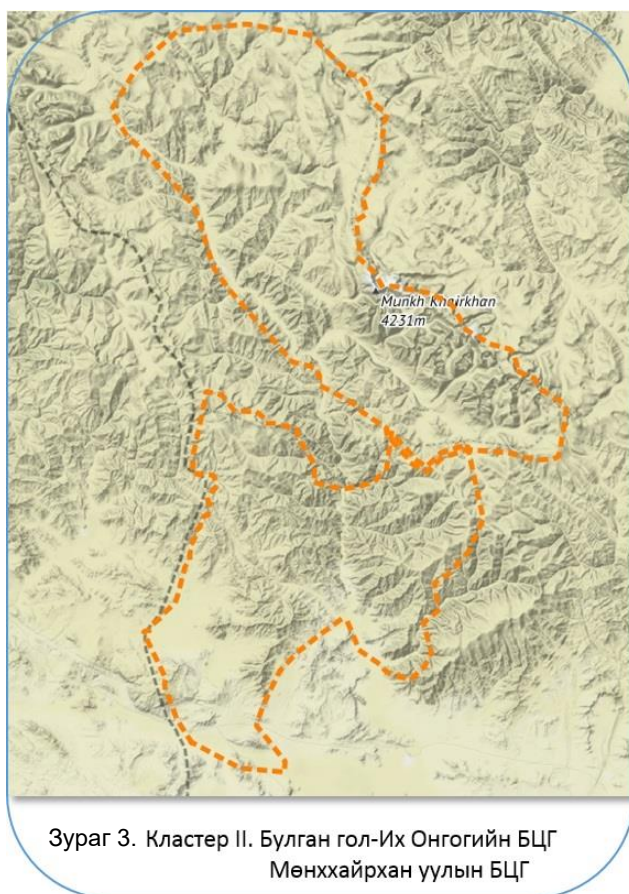 Munkh Khairkhan
4231m
Зураг 3. Кластер II. Булган гол-Их Онгогийн БЦГ
Мөнххайрхан уулын БЦГ